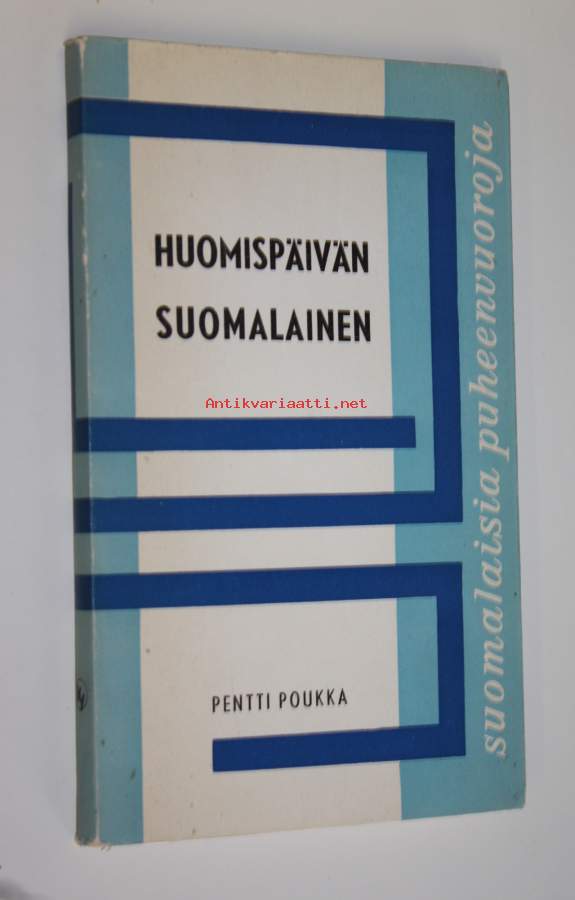 HUOMISPÄIVÄN
SUOMALAINEN
Antikvariaatti.net
PENTTI POUKKA
suomalaisia puheenvuoroja